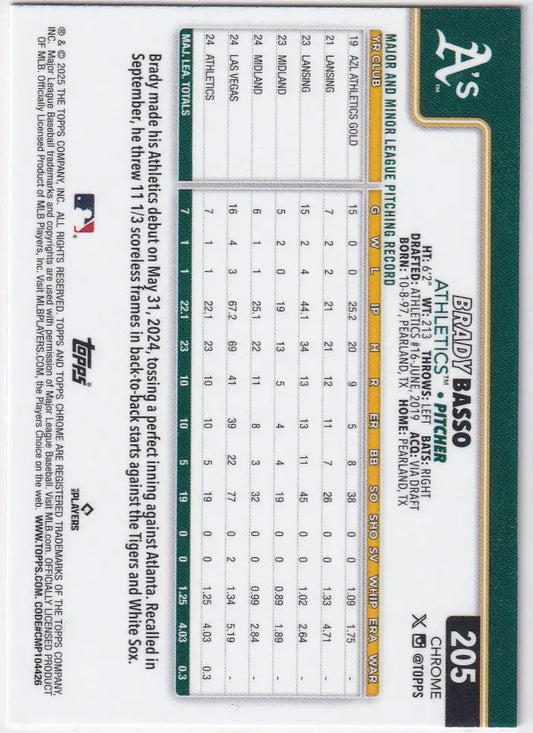 A's™
205
CHROME
BRADY BASSO
ATHLETICS™ • PITCHER
@TOPPS
HT: 6'2" WT: 213 THROWS: LEFT BATS: RIGHT
DRAFTED: ATHLETICS #16-JUNE, 2019 ACQ: VIA DRAFT
BORN: 10-8-97, PEARLAND, TX HOME: PEARLAND, TX
MAJOR AND MINOR LEAGUE PITCHING RECORD
YR CLUB G W L IP H R ER BB SO SHO SV WHIP ERA WAR
19 AZL ATHLETICS GOLD 15 0 0 25.2 20 9 5 8 38 0 0 1.09 1.75
21 LANSING 7 0 1 21 21 12 11 7 26 0 0 1.33 4.71
23 LANSING 15 2 4 44.1 34 13 13 11 45 0 0 1.02 2.64
23 MIDLAND 5 2 0 19 13 5 4 4 19 0 0 0.89 1.89
24 MIDLAND 6 1 1 25.1 22 11 8 3 32 0 0 0.99 2.84
24 LAS VEGAS 16 4 3 67.2 69 41 39 22 77 0 2 1.34 5.19
24 ATHLETICS 7 1 1 22.1 23 10 10 5 19 0 0 1.25 4.03 0.3
MAJ. LEA. TOTALS 7 1 1 22.1 23 10 10 5 19 0 0 1.25 4.03 0.3
Brady made his Athletics debut on May 31, 2024, tossing a perfect inning against Atlanta. Recalled in
September, he threw 11 1/3 scoreless frames in back-to-back starts against the Tigers and White Sox.
topps®
PLAYERS
® & © 2025 THE TOPPS COMPANY, INC. ALL RIGHTS RESERVED. TOPPS AND TOPPS CHROME ARE REGISTERED TRADEMARKS OF THE TOPPS COMPANY,
INC. Major League Baseball trademarks and copyrights are used with permission of Major League Baseball. Visit MLB.com. OFFICIALLY LICENSED PRODUCT
OF MLB. Officially Licensed Product of MLB Players, Inc. Visit MLBPLAYERS.COM, the Players Choice on the web. WWW.TOPPS.COM. CODE#CMP104426